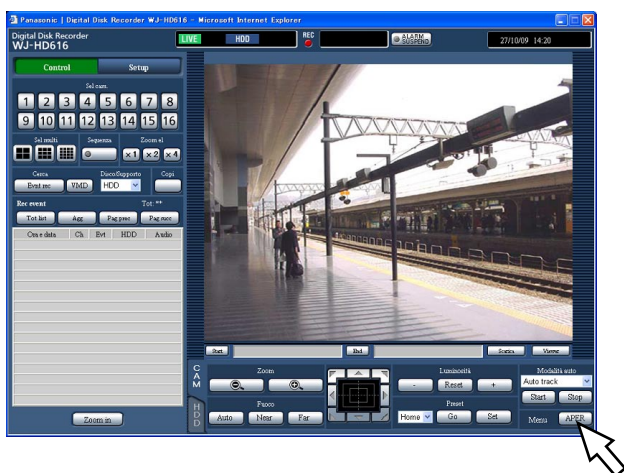 Panasonic | Digital Disk Recorder WJ-HD616 - Microsoft Internet Explorer
Digital Disk Recorder
WJ-HD616
LIVE HDD REC ALARM SUSPEND 27/10/09 14:20
Control Setup
Sel cam.
1 2 3 4 5 6 7 8
9 10 11 12 13 14 15 16
Sel multi Sequenza Zoom el
x1 x2 x4
Cerca Disco Supporto Copi
Evnt rec VMD HDD
Rec event Tot: **
Tot list Agg Pag prec Pag succ
Ora e data Ch Evt HDD Audio
Zoom in
Start End Scarica Viewer
CAM
HDD
Zoom Luminosità Modalità auto
- Reset + Auto track
Fuoco Preset Start Stop
Auto Near Far Home Go Set Menu APER